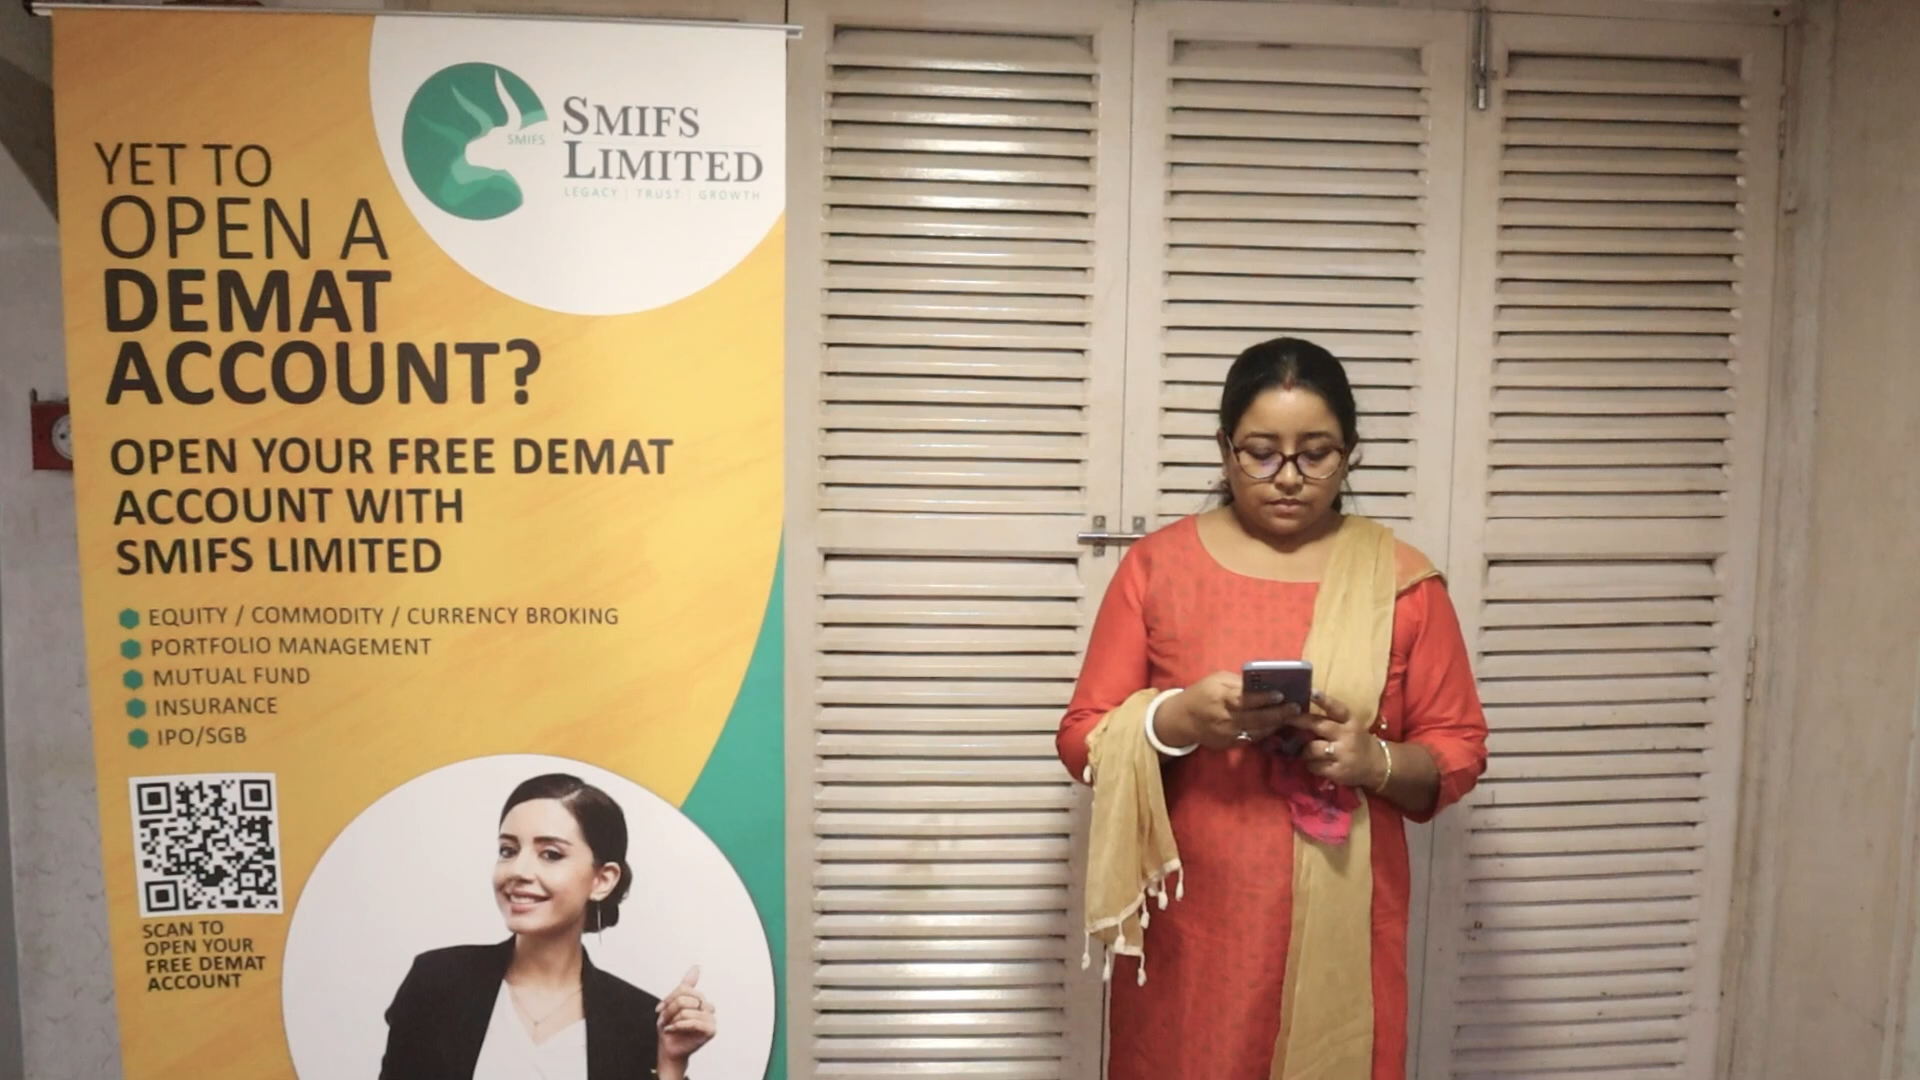 SMIFS
SMIFS
LIMITED
LEGACY | TRUST | GROWTH
YET TO
OPEN A
DEMAT
ACCOUNT?
OPEN YOUR FREE DEMAT
ACCOUNT WITH
SMIFS LIMITED
EQUITY / COMMODITY / CURRENCY BROKING
PORTFOLIO MANAGEMENT
MUTUAL FUND
INSURANCE
IPO/SGB
SCAN TO
OPEN YOUR
FREE DEMAT
ACCOUNT